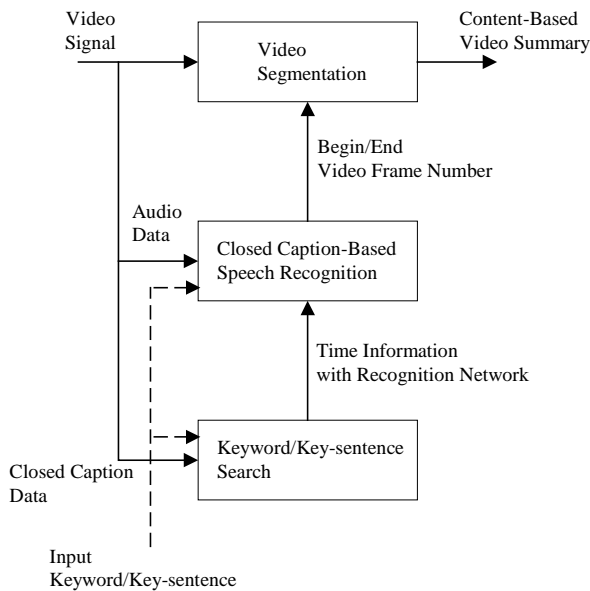 Video
Signal
Content-Based
Video Summary
Video
Segmentation
Begin/End
Video Frame Number
Audio
Data
Closed Caption-Based
Speech Recognition
Time Information
with Recognition Network
Keyword/Key-sentence
Search
Closed Caption
Data
Input
Keyword/Key-sentence